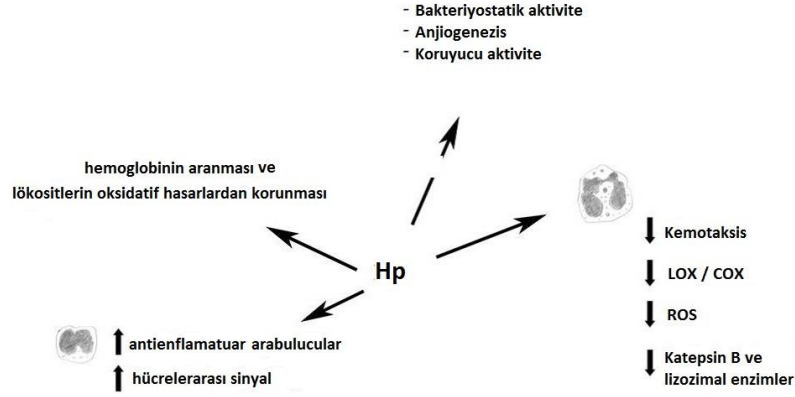 - Bakteriyostatik aktivite
- Anjiogenezis
- Koruyucu aktivite
hemoglobinin aranması ve
lökositlerin oksidatif hasarlardan korunması
Hp
Kemotaksis
LOX / COX
ROS
Katepsin B ve
lizozimal enzimler
antienflamatuar arabulucular
hücrelerarası sinyal